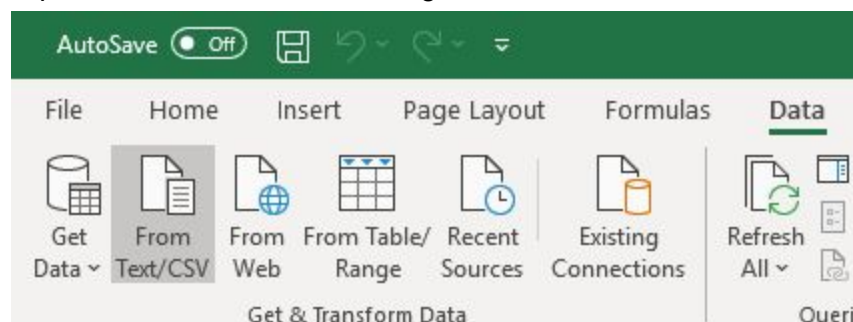 AutoSave Off
File Home Insert Page Layout Formulas Data
Get From From From Table/ Recent Existing Refresh
Data Text/CSV Web Range Sources Connections All
Get & Transform Data